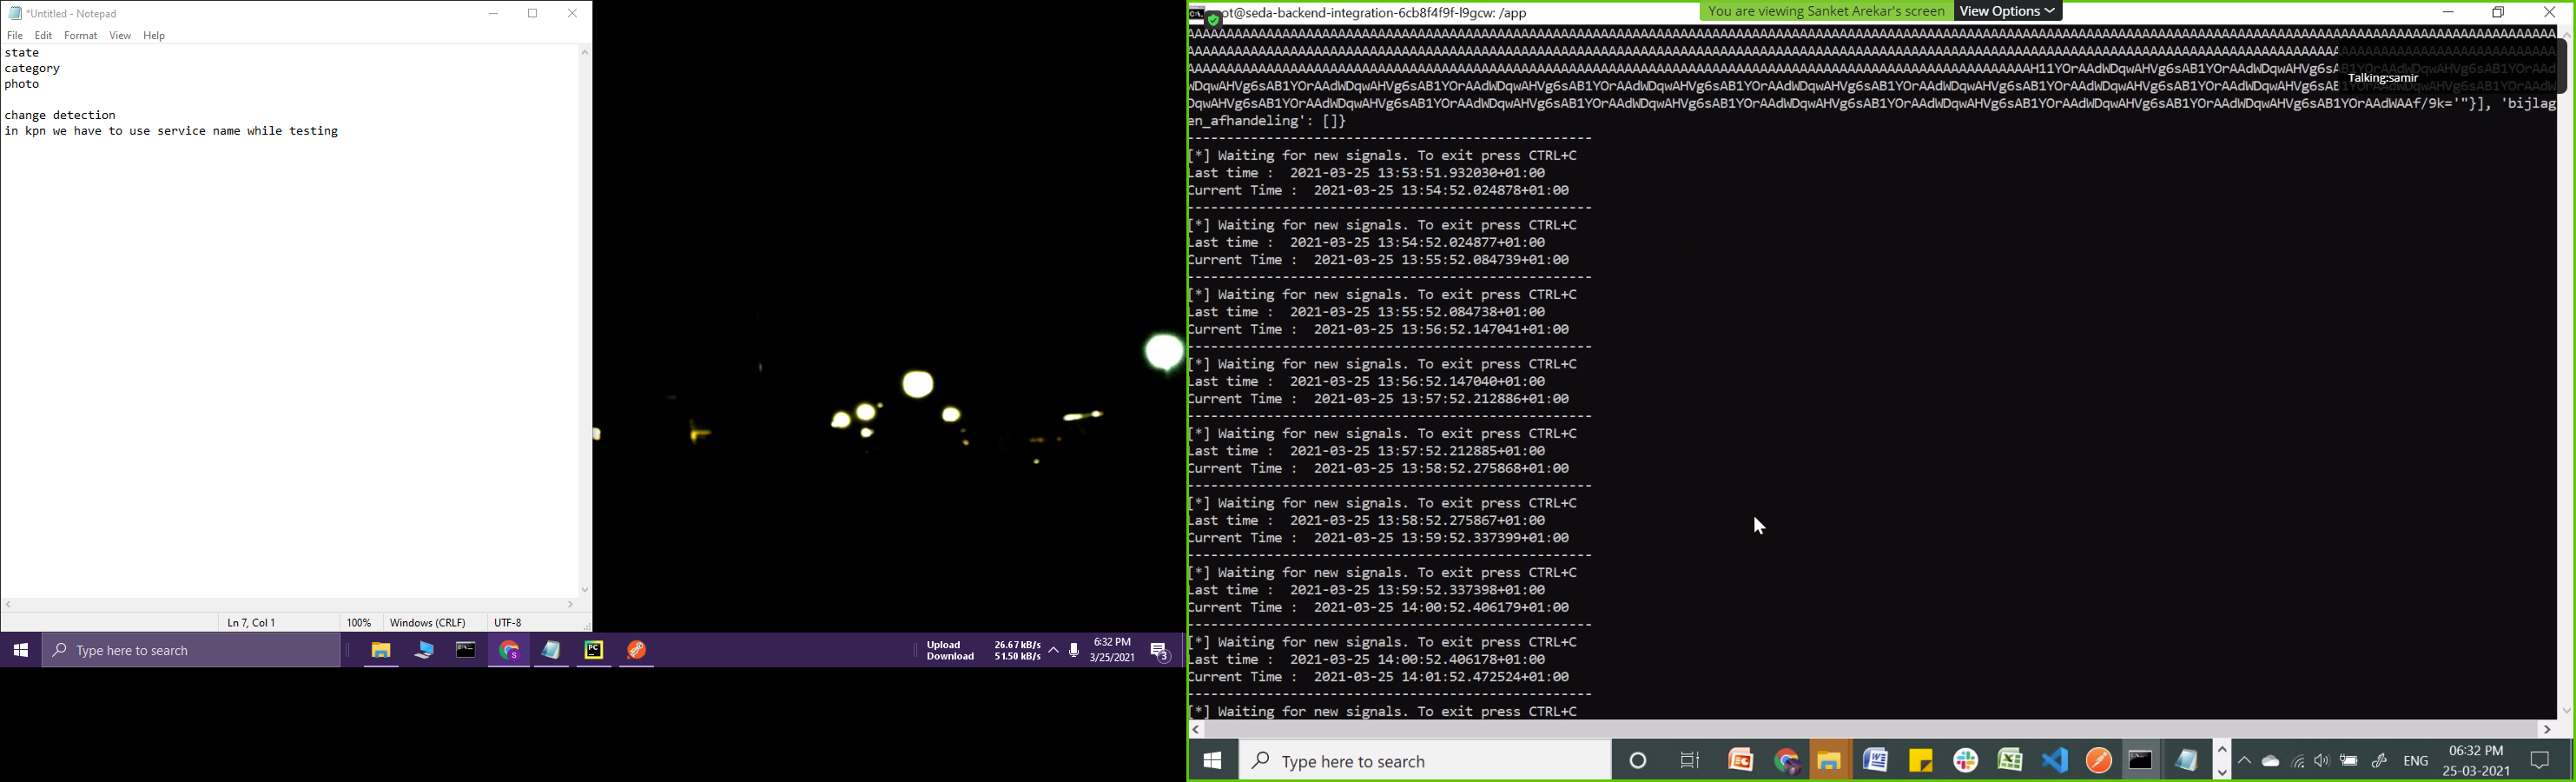 *Untitled - Notepad
File Edit Format View Help
state
category
photo
change detection
in kpn we have to use service name while testing
Ln 7, Col 1 100% Windows (CRLF) UTF-8
Type here to search
Upload 26.67 kB/s
Download 51.50 kB/s
6:32 PM
3/25/2021
3
ot@seda-backend-integration-6cb8f4f9f-l9gcw: /app
You are viewing Sanket Arekar's screen View Options
Talking:samir
en_afhandeling': []}
[*] Waiting for new signals. To exit press CTRL+C
Last time : 2021-03-25 13:53:51.932030+01:00
Current Time : 2021-03-25 13:54:52.024878+01:00
[*] Waiting for new signals. To exit press CTRL+C
Last time : 2021-03-25 13:54:52.024877+01:00
Current Time : 2021-03-25 13:55:52.084739+01:00
[*] Waiting for new signals. To exit press CTRL+C
Last time : 2021-03-25 13:55:52.084738+01:00
Current Time : 2021-03-25 13:56:52.147041+01:00
[*] Waiting for new signals. To exit press CTRL+C
Last time : 2021-03-25 13:56:52.147040+01:00
Current Time : 2021-03-25 13:57:52.212886+01:00
[*] Waiting for new signals. To exit press CTRL+C
Last time : 2021-03-25 13:57:52.212885+01:00
Current Time : 2021-03-25 13:58:52.275868+01:00
[*] Waiting for new signals. To exit press CTRL+C
Last time : 2021-03-25 13:58:52.275867+01:00
Current Time : 2021-03-25 13:59:52.337399+01:00
[*] Waiting for new signals. To exit press CTRL+C
Last time : 2021-03-25 13:59:52.337398+01:00
Current Time : 2021-03-25 14:00:52.406179+01:00
[*] Waiting for new signals. To exit press CTRL+C
Last time : 2021-03-25 14:00:52.406178+01:00
Current Time : 2021-03-25 14:01:52.472524+01:00
[*] Waiting for new signals. To exit press CTRL+C
Type here to search
ENG
06:32 PM
25-03-2021